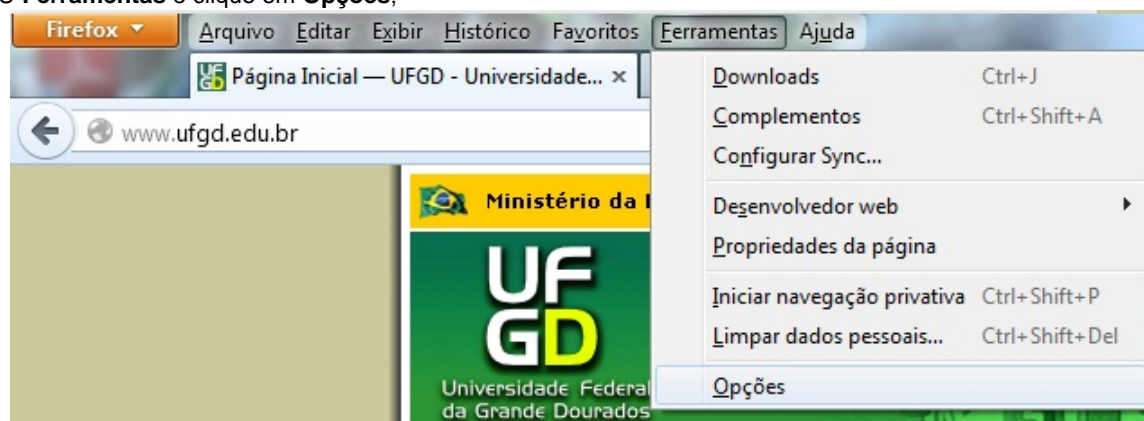 Ferramentas e clique em Opções;
Firefox Arquivo Editar Exibir Histórico Favoritos Ferramentas Ajuda
UF GD Página Inicial — UFGD - Universidade... ×
www.ufgd.edu.br
Downloads Ctrl+J
Complementos Ctrl+Shift+A
Configurar Sync...
Desenvolvedor web
Propriedades da página
Iniciar navegação privativa Ctrl+Shift+P
Limpar dados pessoais... Ctrl+Shift+Del
Opções
Ministério da
UF
GD
Universidade Federal
da Grande Dourados